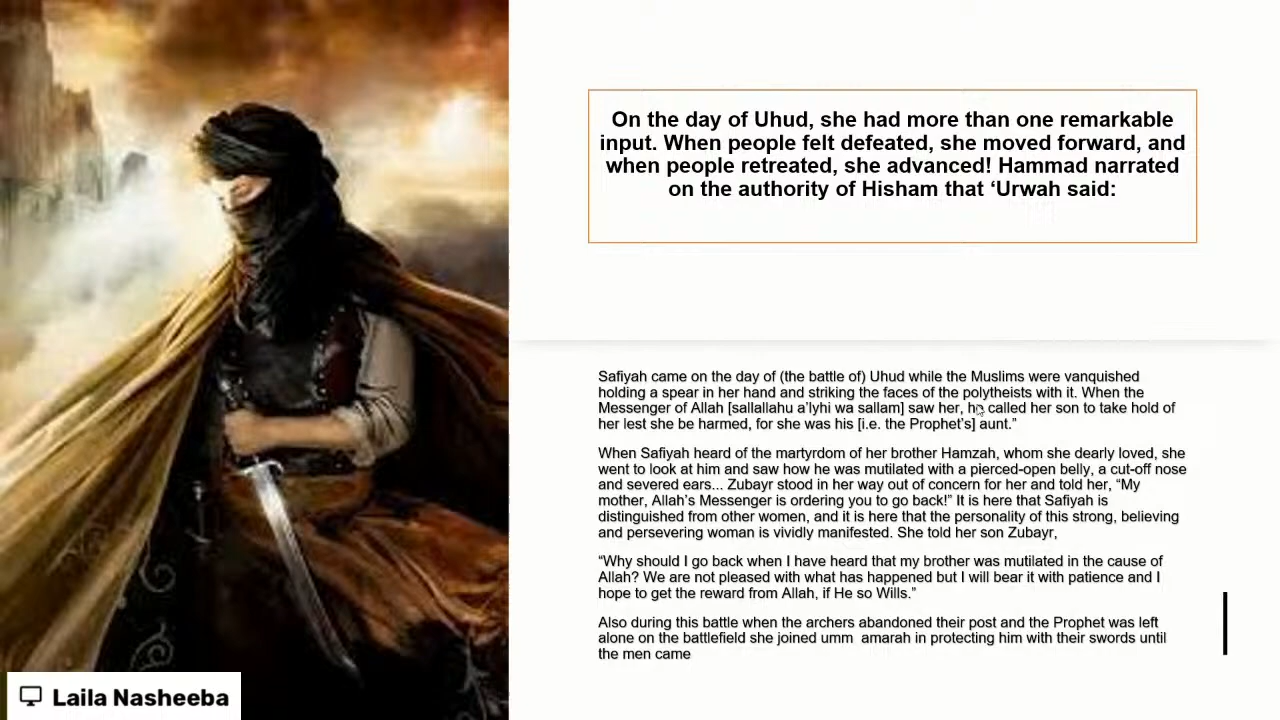 On the day of Uhud, she had more than one remarkable
input. When people felt defeated, she moved forward, and
when people retreated, she advanced! Hammad narrated
on the authority of Hisham that ‘Urwah said:
Safiyah came on the day of (the battle of) Uhud while the Muslims were vanquished
holding a spear in her hand and striking the faces of the polytheists with it. When the
Messenger of Allah [sallallahu a’lyhi wa sallam] saw her, he called her son to take hold of
her lest she be harmed, for she was his [i.e. the Prophet’s] aunt.”
When Safiyah heard of the martyrdom of her brother Hamzah, whom she dearly loved, she
went to look at him and saw how he was mutilated with a pierced-open belly, a cut-off nose
and severed ears... Zubayr stood in her way out of concern for her and told her, “My
mother, Allah’s Messenger is ordering you to go back!” It is here that Safiyah is
distinguished from other women, and it is here that the personality of this strong, believing
and persevering woman is vividly manifested. She told her son Zubayr,
“Why should I go back when I have heard that my brother was mutilated in the cause of
Allah? We are not pleased with what has happened but I will bear it with patience and I
hope to get the reward from Allah, if He so Wills.”
Also during this battle when the archers abandoned their post and the Prophet was left
alone on the battlefield she joined umm  amarah in protecting him with their swords until
the men came
Laila Nasheeba